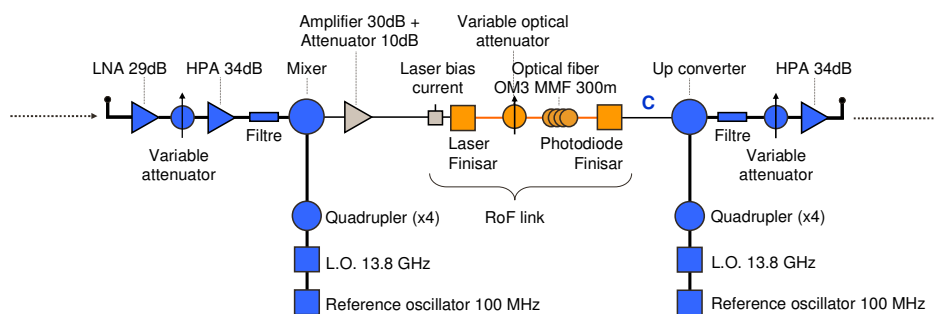 Amplifier 30dB +
Attenuator 10dB
Variable optical
attenuator
LNA 29dB
HPA 34dB
Mixer
Laser bias
current
Optical fiber
OM3 MMF 300m
Up converter
HPA 34dB
C
Filtre
Variable
attenuator
Laser
Finisar
Photodiode
Finisar
Filtre
Variable
attenuator
RoF link
Quadrupler (x4)
Quadrupler (x4)
L.O. 13.8 GHz
L.O. 13.8 GHz
Reference oscillator 100 MHz
Reference oscillator 100 MHz